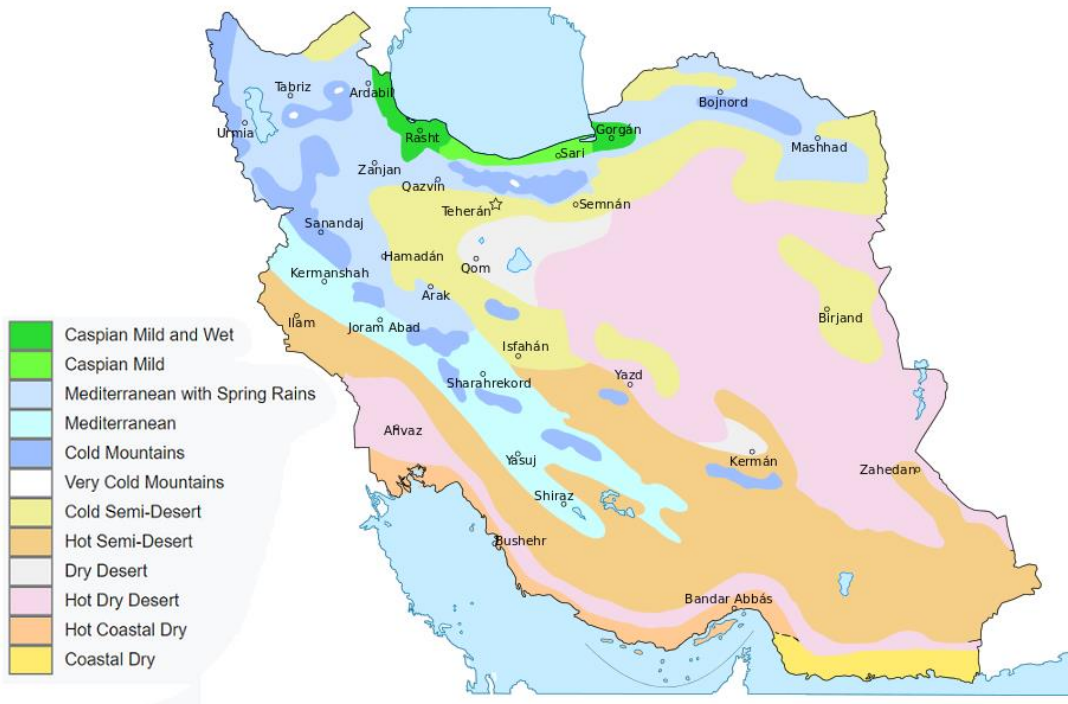 Tabriz
Ardabil
Urmia
Rasht
Gorgán
Sari
Bojnord
Mashhad
Zanjan
Qazvin
Teherán
Semnán
Sanandaj
Hamadán
Qom
Kermanshah
Arak
Ilam
Joram Abad
Birjand
Isfahán
Sharahrekord
Yazd
Ahvaz
Yasuj
Kermán
Zahedan
Shiraz
Bushehr
Bandar Abbás
Caspian Mild and Wet
Caspian Mild
Mediterranean with Spring Rains
Mediterranean
Cold Mountains
Very Cold Mountains
Cold Semi-Desert
Hot Semi-Desert
Dry Desert
Hot Dry Desert
Hot Coastal Dry
Coastal Dry